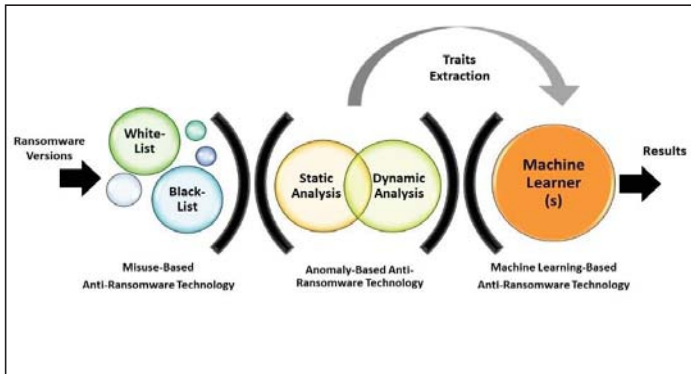 Traits
Extraction
Ransomware
Versions
White-
List
Black-
List
Static
Analysis
Dynamic
Analysis
Machine
Learner
(s)
Results
Misuse-Based
Anti-Ransomware Technology
Anomaly-Based Anti-
Ransomware Technology
Machine Learning-Based
Anti-Ransomware Technology